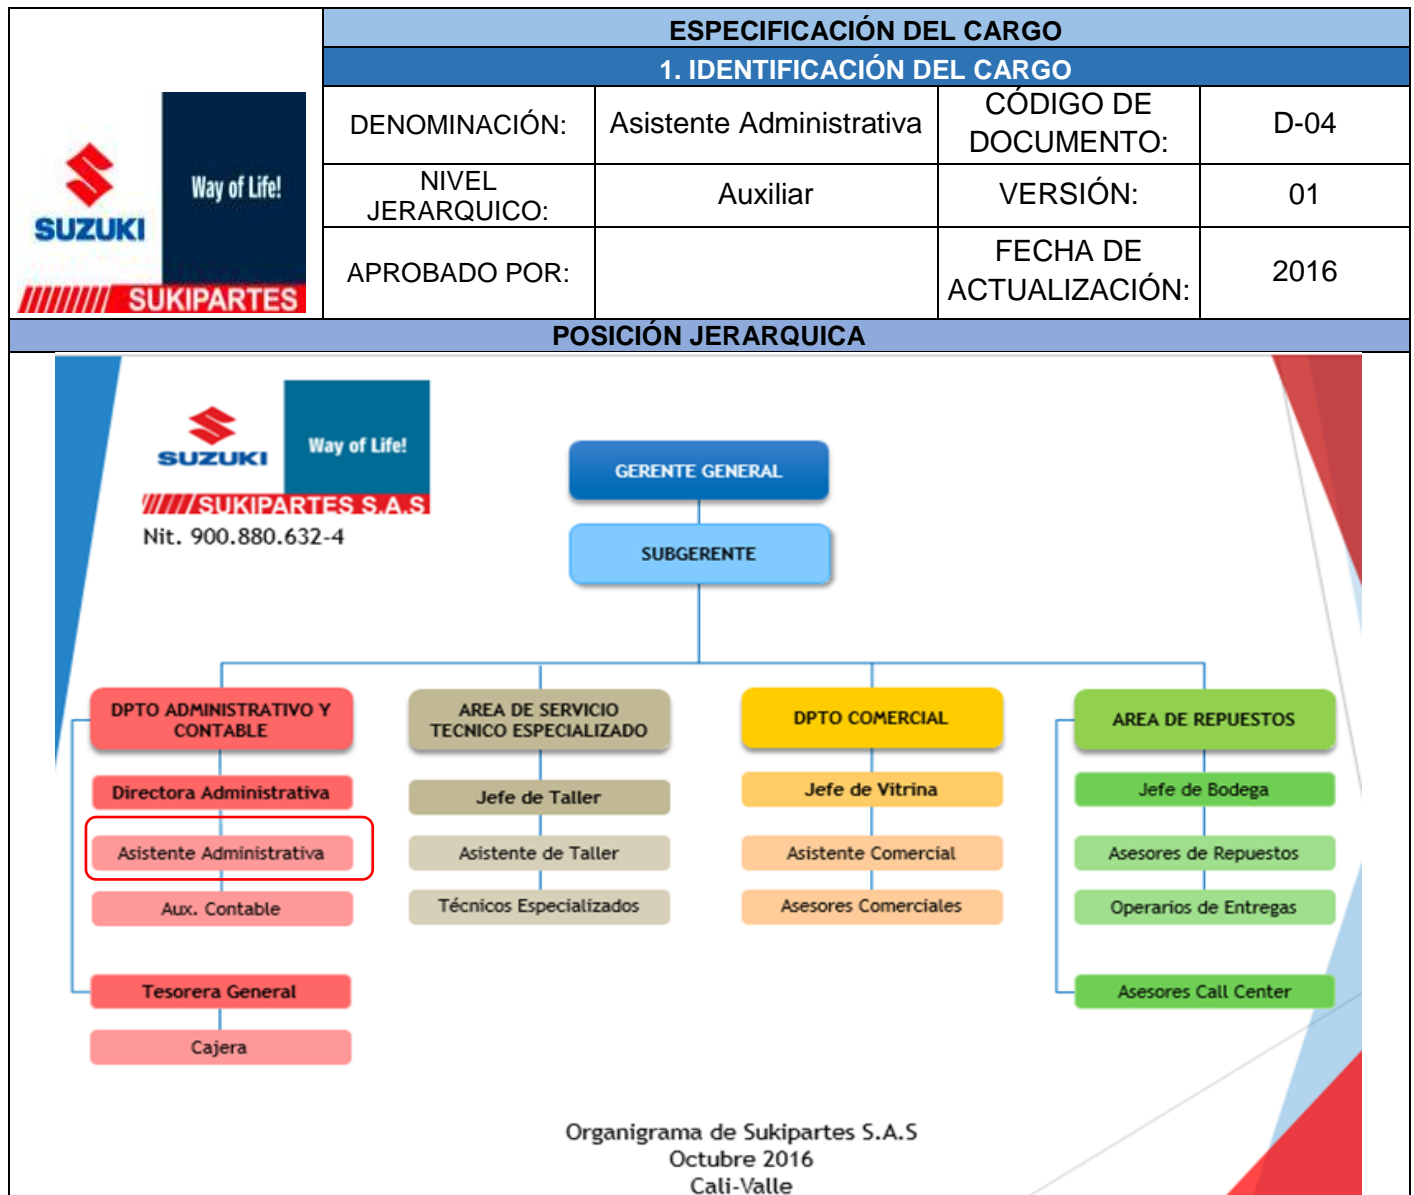 ESPECIFICACIÓN DEL CARGO
1. IDENTIFICACIÓN DEL CARGO
SUZUKI
Way of Life!
SUKIPARTES
DENOMINACIÓN:
Asistente Administrativa
CÓDIGO DE
DOCUMENTO:
D-04
NIVEL
JERARQUICO:
Auxiliar
VERSIÓN:
01
APROBADO POR:
FECHA DE
ACTUALIZACIÓN:
2016
POSICIÓN JERARQUICA
SUZUKI
Way of Life!
SUKIPARTES S.A.S
Nit. 900.880.632-4
GERENTE GENERAL
SUBGERENTE
DPTO ADMINISTRATIVO Y
CONTABLE
Directora Administrativa
Asistente Administrativa
Aux. Contable
Tesorera General
Cajera
AREA DE SERVICIO
TECNICO ESPECIALIZADO
Jefe de Taller
Asistente de Taller
Técnicos Especializados
DPTO COMERCIAL
Jefe de Vitrina
Asistente Comercial
Asesores Comerciales
AREA DE REPUESTOS
Jefe de Bodega
Asesores de Repuestos
Operarios de Entregas
Asesores Call Center
Organigrama de Sukipartes S.A.S
Octubre 2016
Cali-Valle